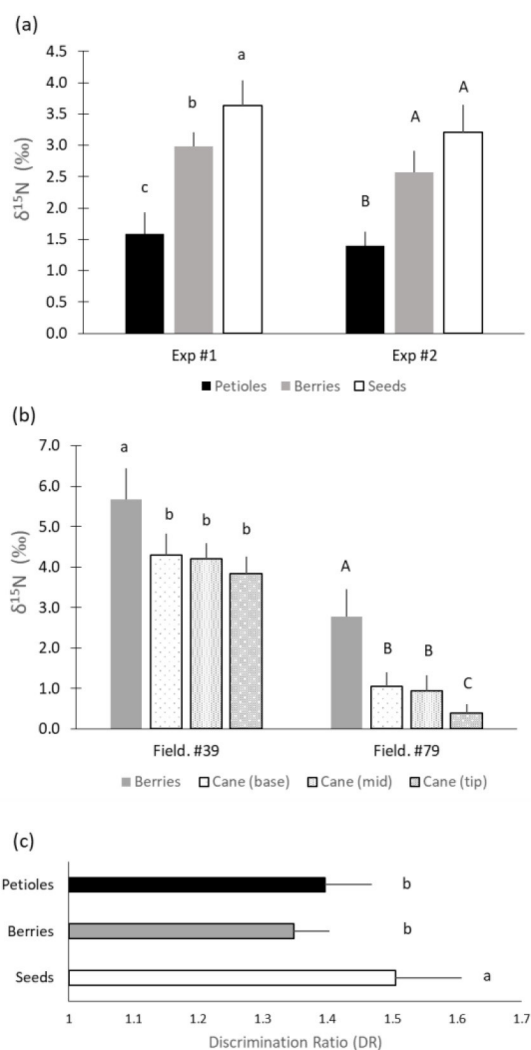 (a)
4.5
4.0
3.5
3.0
2.5
2.0
1.5
1.0
0.5
0.0
δ15N (‰)
c
b
a
B
A
A
Exp #1 Exp #2
Petioles Berries Seeds
(b)
7.0
6.0
5.0
4.0
3.0
2.0
1.0
0.0
δ15N (‰)
a
b
b
b
A
B
B
C
Field. #39 Field. #79
Berries Cane (base) Cane (mid) Cane (tip)
(c)
Petioles b
Berries b
Seeds a
1 1.1 1.2 1.3 1.4 1.5 1.6 1.7
Discrimination Ratio (DR)